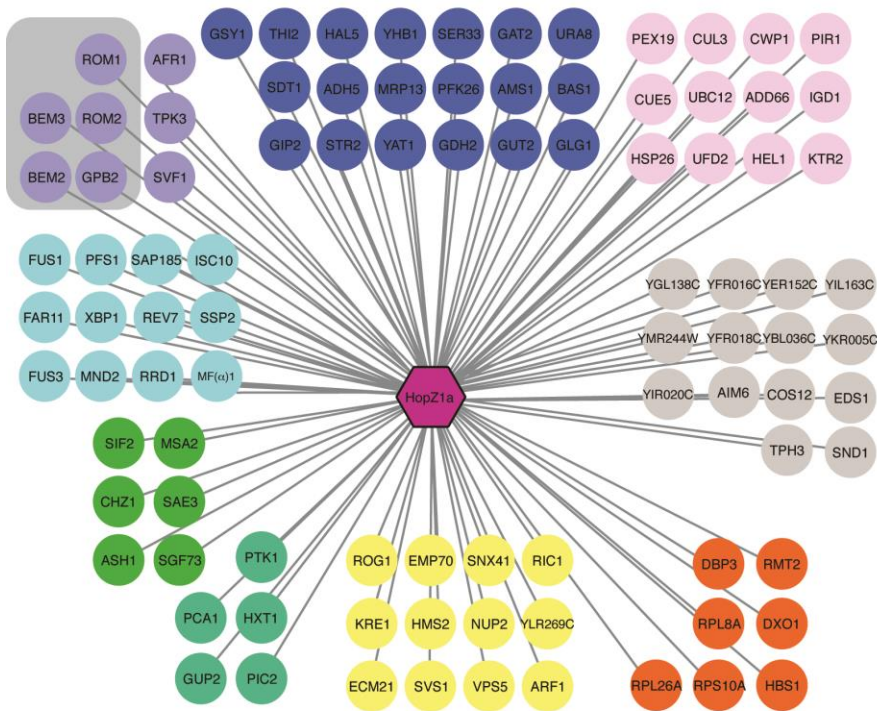 GSY1 THI2 HAL5 YHB1 SER33 GAT2 URA8
SDT1 ADH5 MRP13 PFK26 AMS1 BAS1
GIP2 STR2 YAT1 GDH2 GUT2 GLG1
ROM1 AFR1
BEM3 ROM2 TPK3
BEM2 GPB2 SVF1
PEX19 CUL3 CWP1 PIR1
CUE5 UBC12 ADD66 IGD1
HSP26 UFD2 HEL1 KTR2
FUS1 PFS1 SAP185 ISC10
FAR11 XBP1 REV7 SSP2
FUS3 MND2 RRD1 MF(α)1
HopZ1a
YGL138C YFR016C YER152C YIL163C
YMR244W YFR018C YBL036C YKR005C
YIR020C AIM6 COS12 EDS1
TPH3 SND1
SIF2 MSA2
CHZ1 SAE3
ASH1 SGF73
PTK1
PCA1 HXT1
GUP2 PIC2
ROG1 EMP70 SNX41 RIC1
KRE1 HMS2 NUP2 YLR269C
ECM21 SVS1 VPS5 ARF1
DBP3 RMT2
RPL8A DXO1
RPL26A RPS10A HBS1